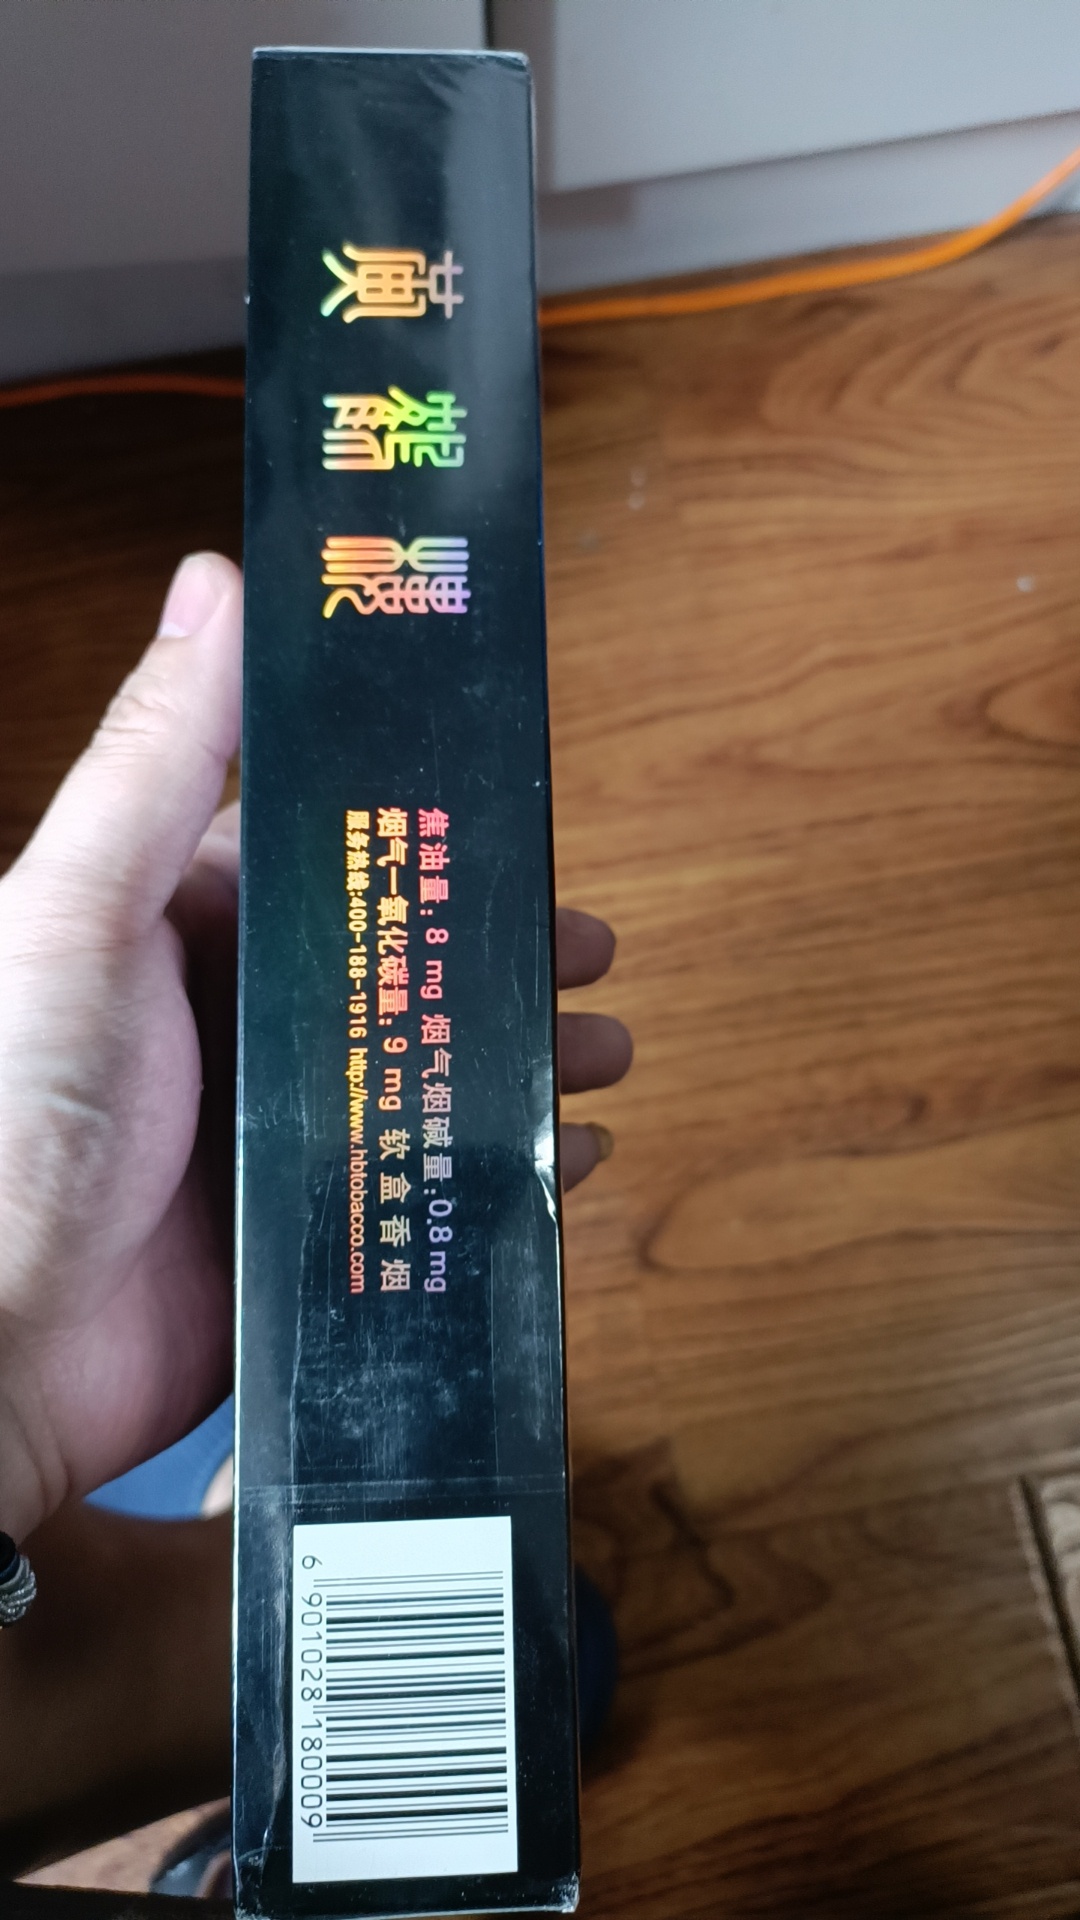 黄鹤楼
焦油量: 8 mg 烟气烟碱量: 0.8 mg
烟气一氧化碳量: 9 mg 软盒香烟
服务热线:400-188-1916 http://www.hbtobacco.com
6 901028 180009